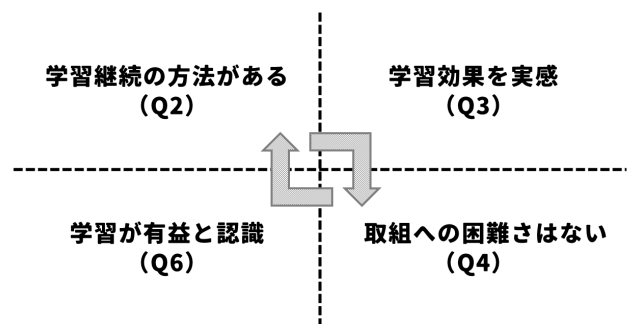 学習継続の方法がある
（Q2）
学習効果を実感
（Q3）
学習が有益と認識
（Q6）
取組への困難さはない
（Q4）